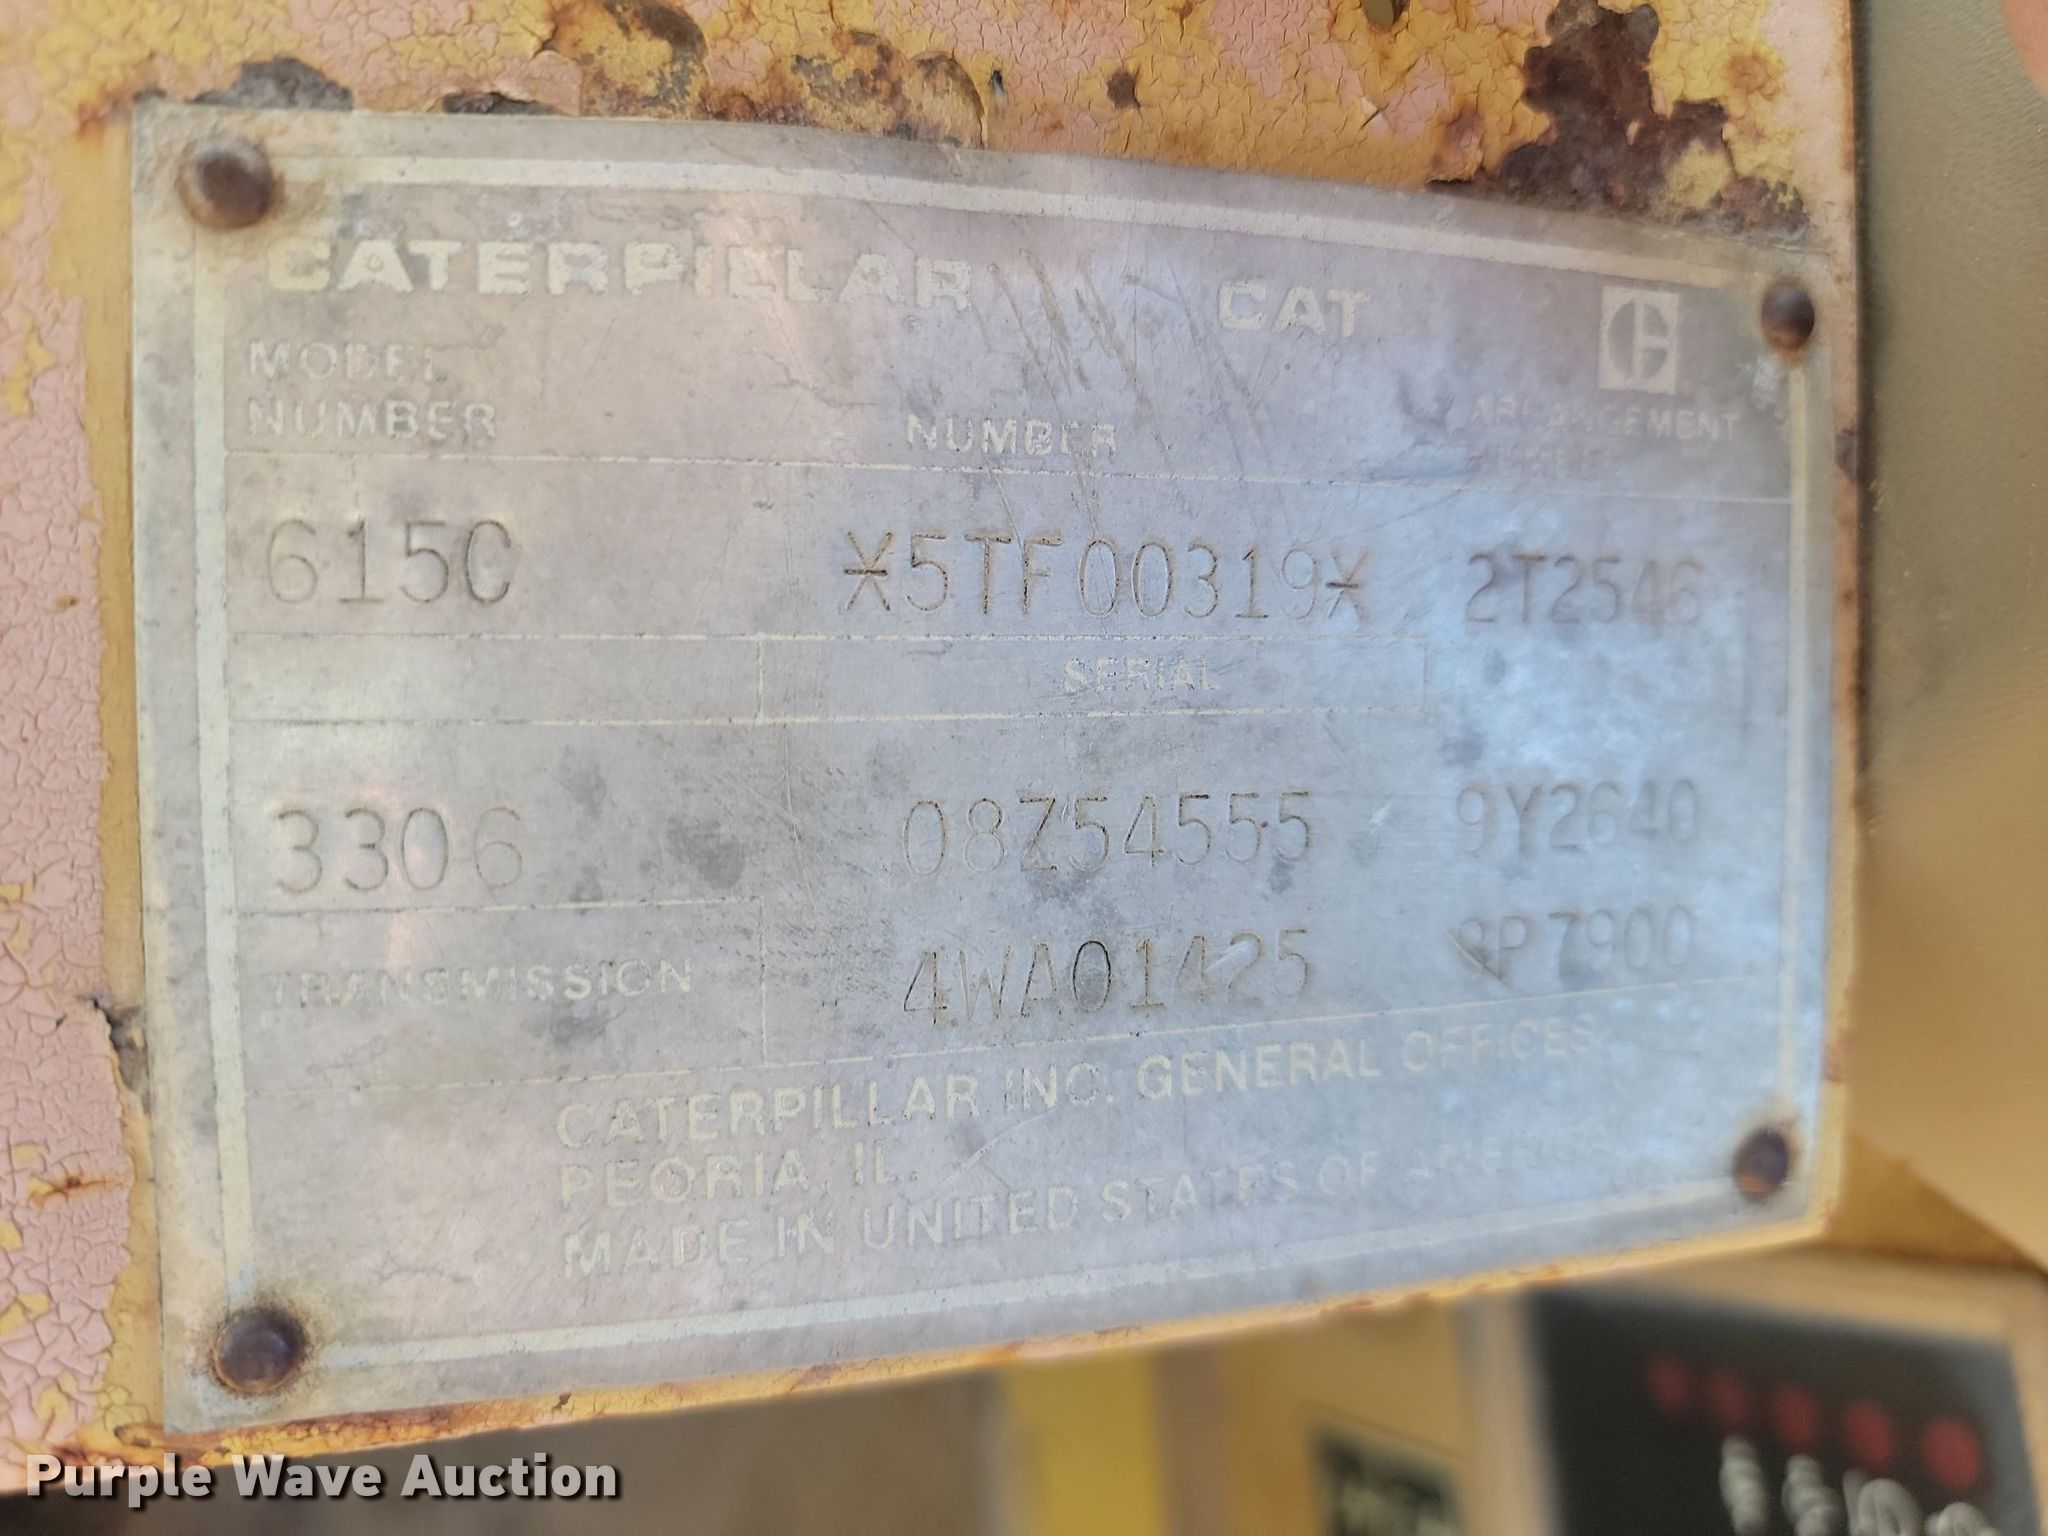 CATERPILLAR CAT
MODEL
NUMBER NUMBER ARRANGEMENT
615C *5TF00319* 2T2546
SERIAL
3306 08Z54555 9Y2640
TRANSMISSION 4WA01425 8P7900
CATERPILLAR INC. GENERAL OFFICES
PEORIA, IL.
MADE IN UNITED STATES OF AMERICA
Purple Wave Auction